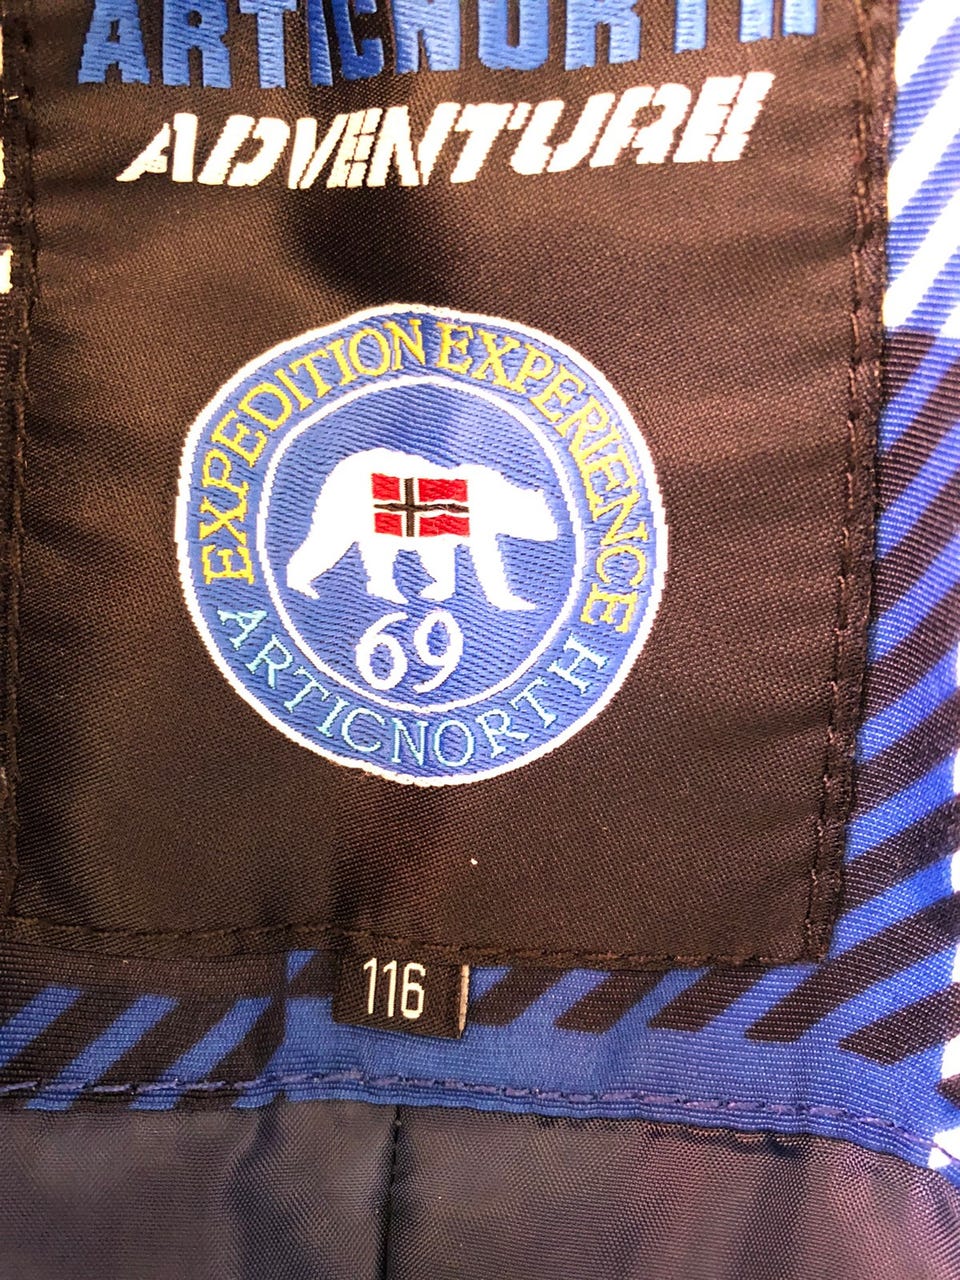 ARTICNORTH
ADVENTURE
EXPEDITION EXPERIENCE
69
ARTICNORTH
116